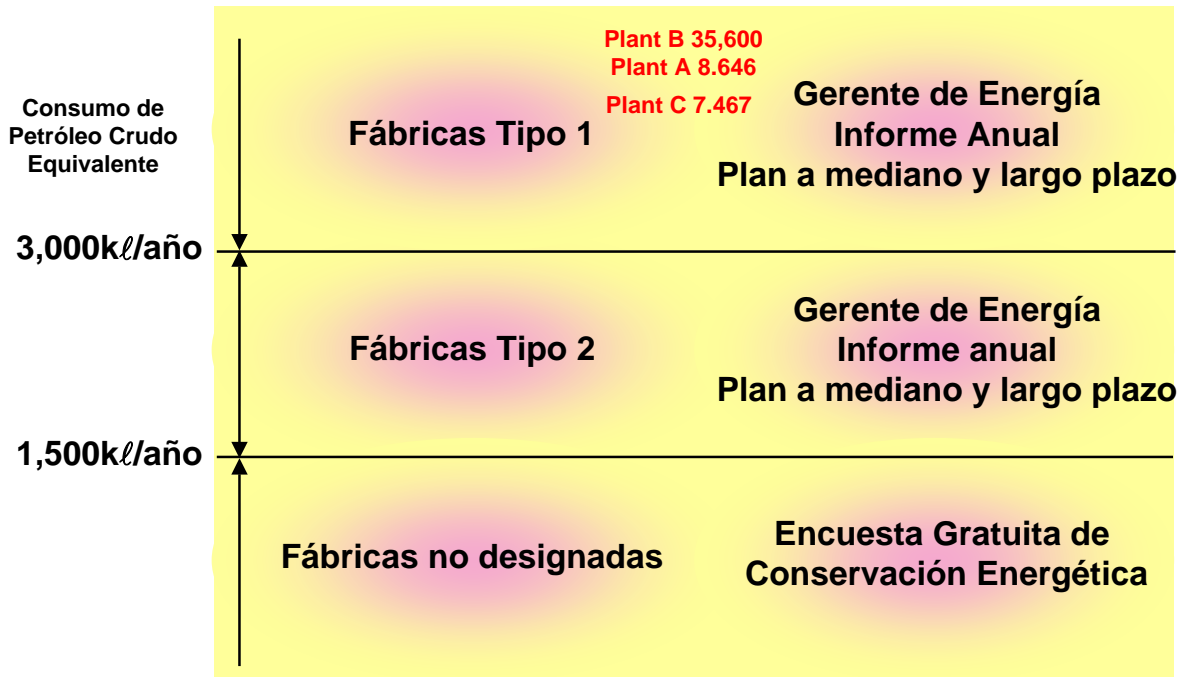 Plant B 35,600
Plant A 8.646
Plant C 7.467
Consumo de
Petróleo Crudo
Equivalente
Fábricas Tipo 1
Gerente de Energía
Informe Anual
Plan a mediano y largo plazo
3,000kℓ/año
Fábricas Tipo 2
Gerente de Energía
Informe anual
Plan a mediano y largo plazo
1,500kℓ/año
Fábricas no designadas
Encuesta Gratuita de
Conservación Energética